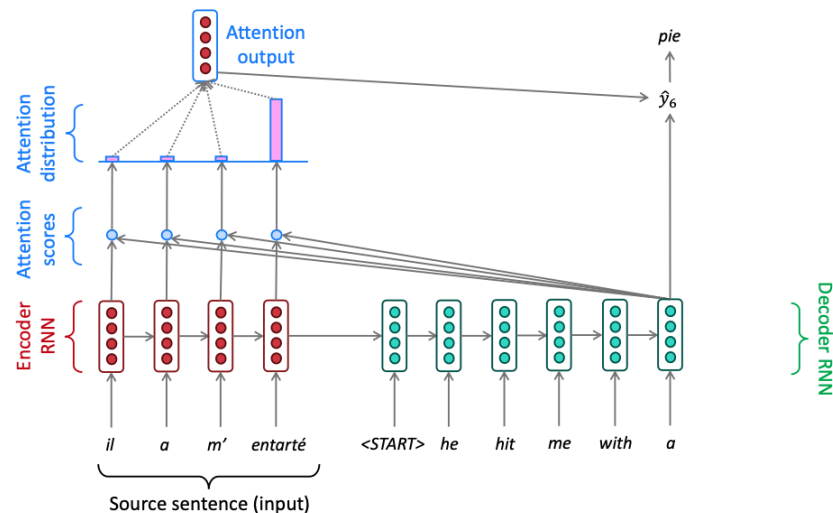 Attention
output
pie
ŷ6
Attention
distribution
Attention
scores
Encoder
RNN
Decoder RNN
il a m’ entarté <START> he hit me with a
Source sentence (input)